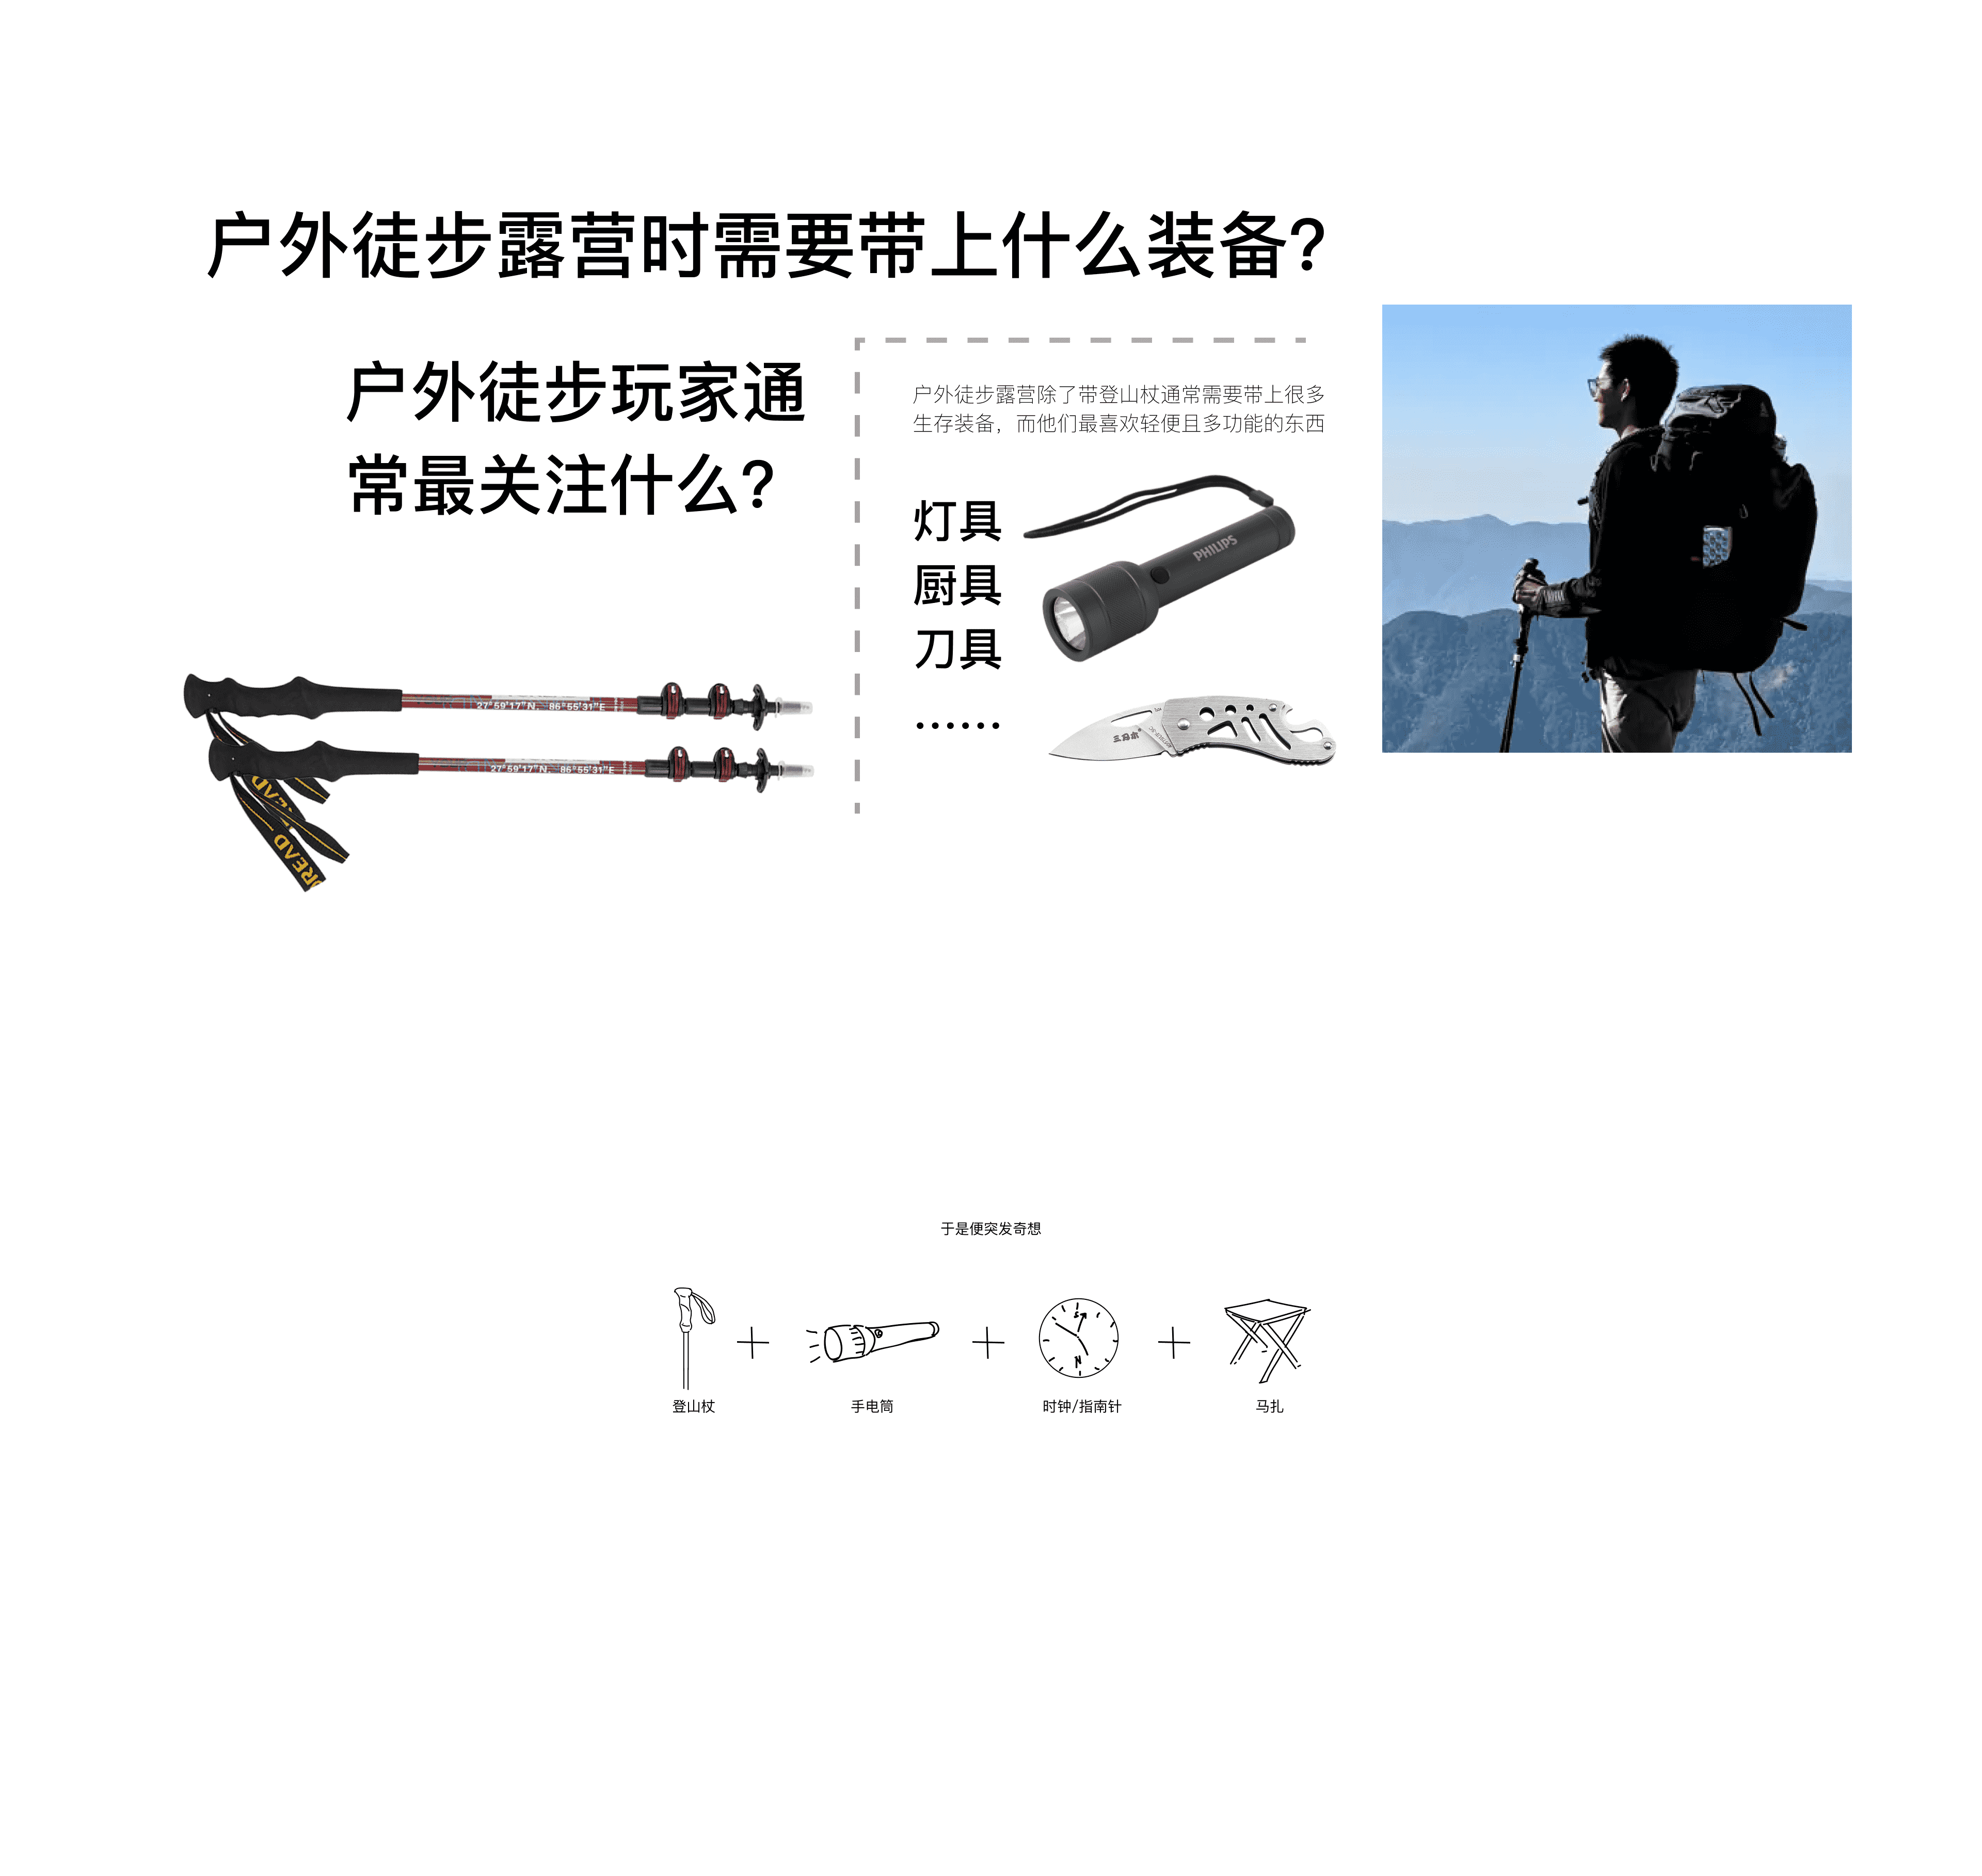 户外徒步露营时需要带上什么装备？
户外徒步玩家通
常最关注什么？
户外徒步露营除了带登山杖通常需要带上很多
生存装备，而他们最喜欢轻便且多功能的东西
灯具
厨具
刀具
……
PHILIPS
三刃木
27°59'17"N, 86°55'31"E
27°59'17"N, 86°55'31"E
READ
OREAD
于是便突发奇想
S
N
登山杖
手电筒
时钟/指南针
马扎